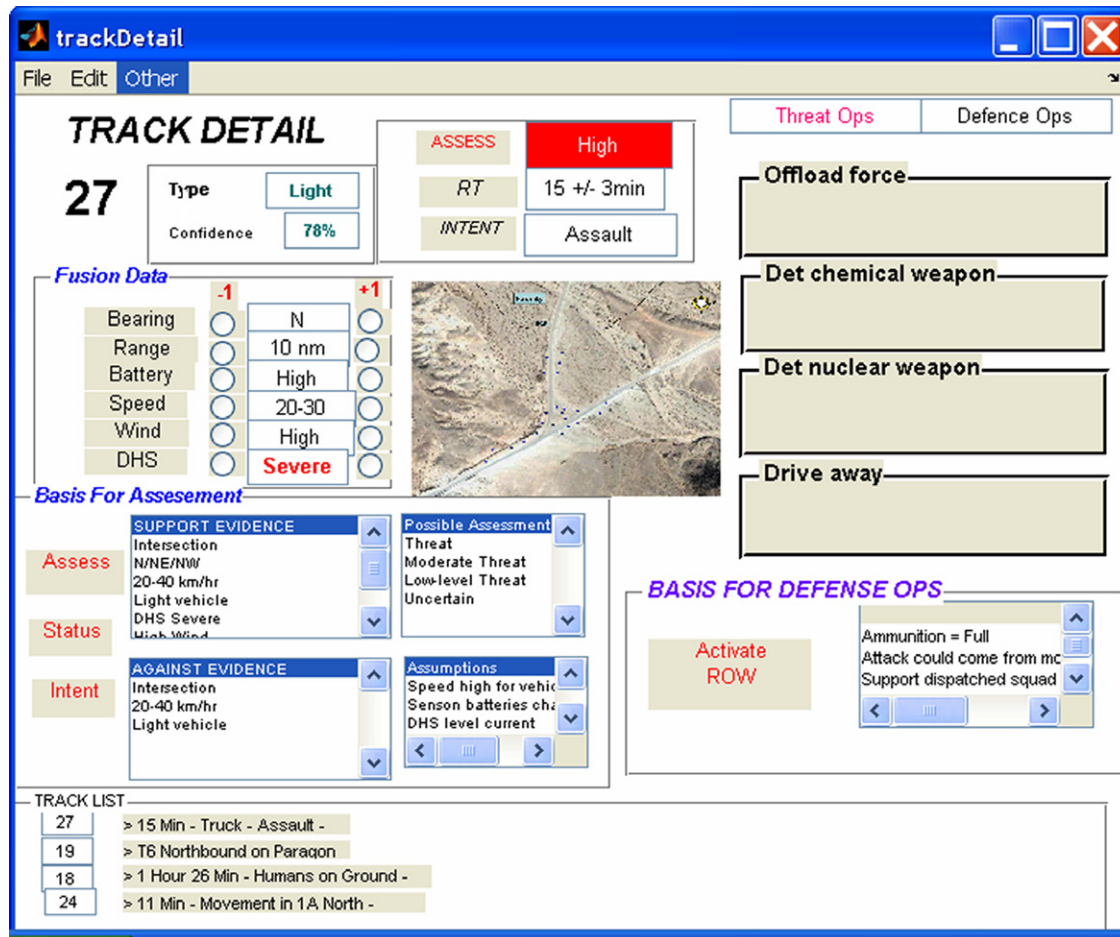 trackDetail
File Edit Other
Threat Ops Defence Ops
TRACK DETAIL
27
Type Light
Confidence 78%
ASSESS High
RT 15 +/- 3min
INTENT Assault
Offload force
Det chemical weapon
Det nuclear weapon
Drive away
Fusion Data
-1 +1
Bearing N
Range 10 nm
Battery High
Speed 20-30
Wind High
DHS Severe
Basis For Assesement
Assess
Status
Intent
SUPPORT EVIDENCE
Intersection
N/NE/NW
20-40 km/hr
Light vehicle
DHS Severe
High Wind
Possible Assessment
Threat
Moderate Threat
Low-level Threat
Uncertain
AGAINST EVIDENCE
Intersection
20-40 km/hr
Light vehicle
Assumptions
Speed high for vehic
Senson batteries cha
DHS level current
BASIS FOR DEFENSE OPS
Activate
ROW
Ammunition = Full
Attack could come from mc
Support dispatched squad
TRACK LIST
27 > 15 Min - Truck - Assault -
19 > T6 Northbound on Paragon
18 > 1 Hour 26 Min - Humans on Ground -
24 > 11 Min - Movement in 1A North -